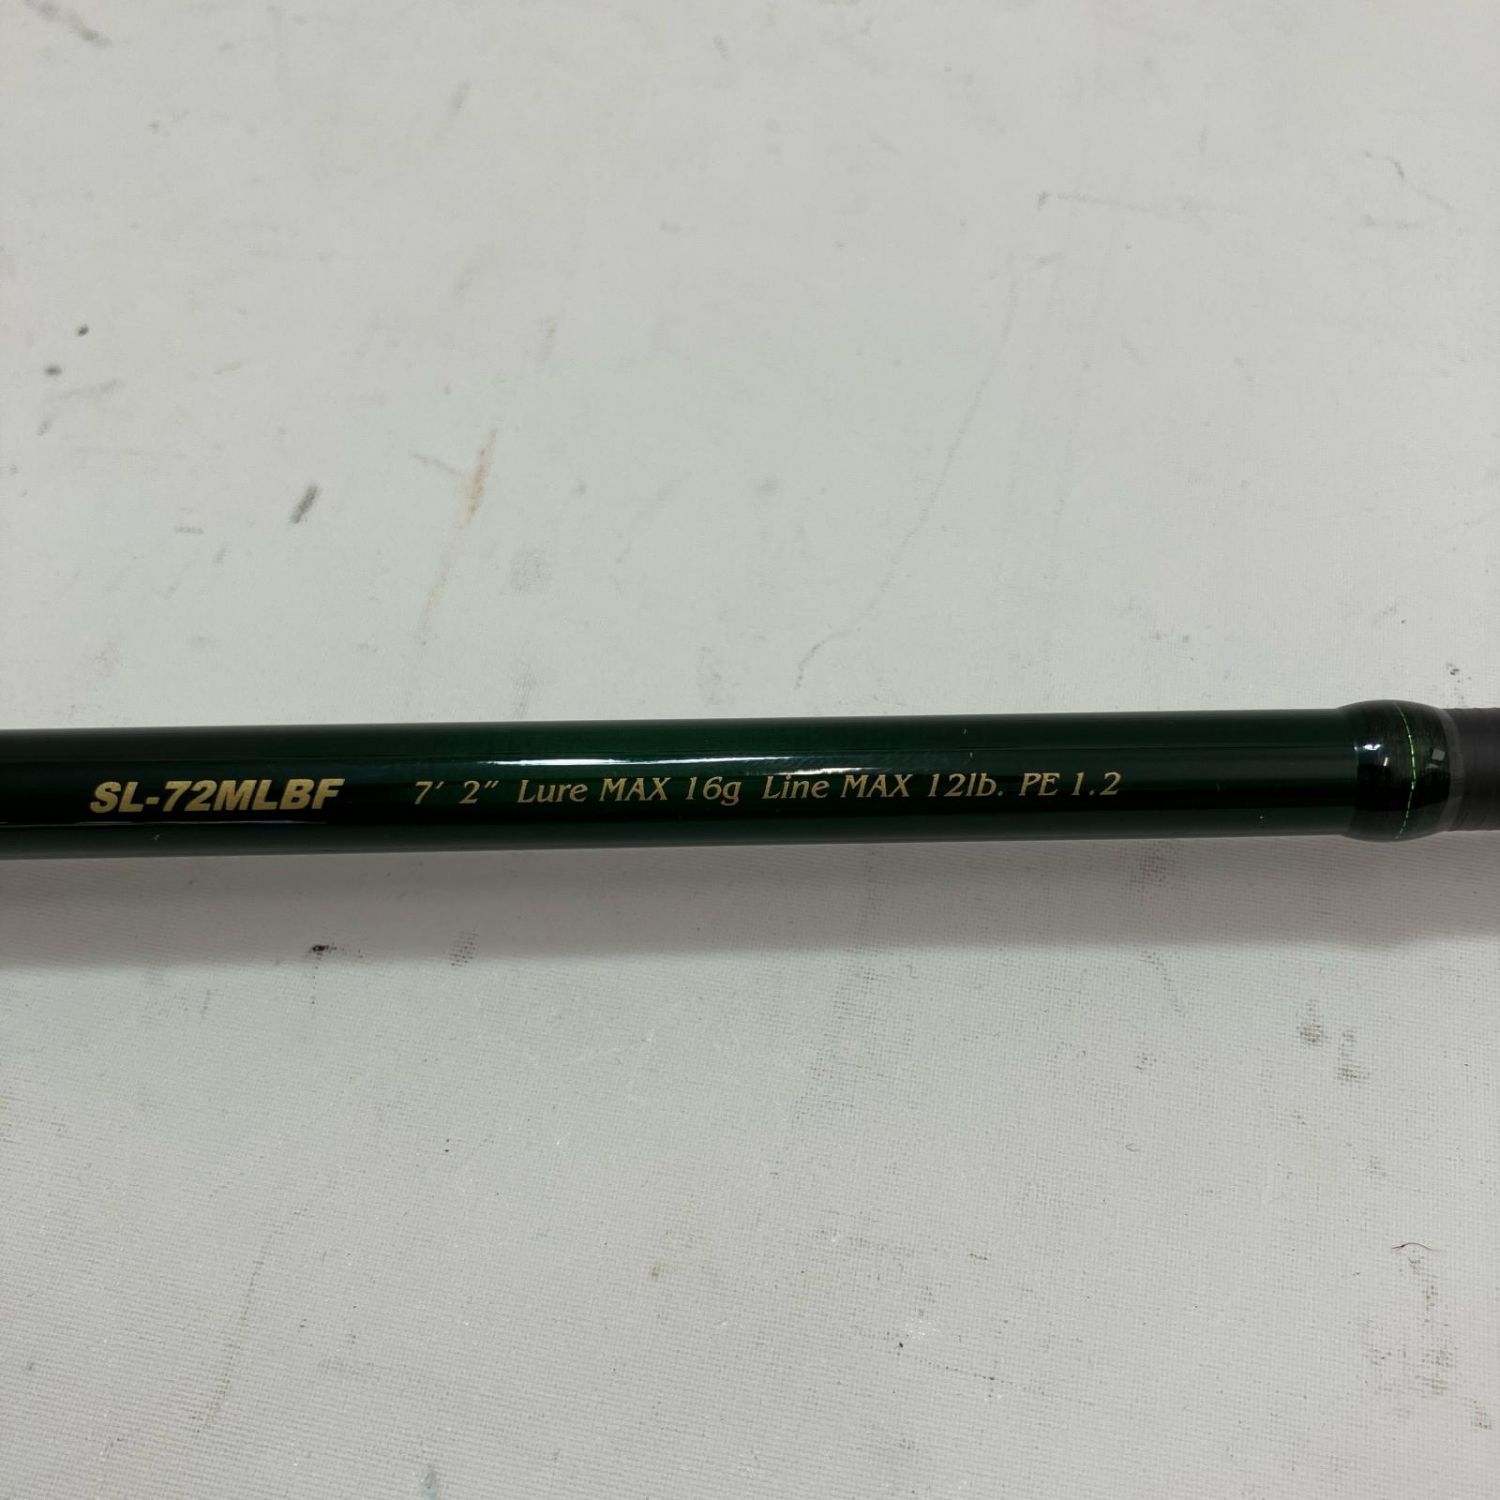 SL-72MLBF 7′ 2″ Lure MAX 16g Line MAX 12lb. PE 1.2